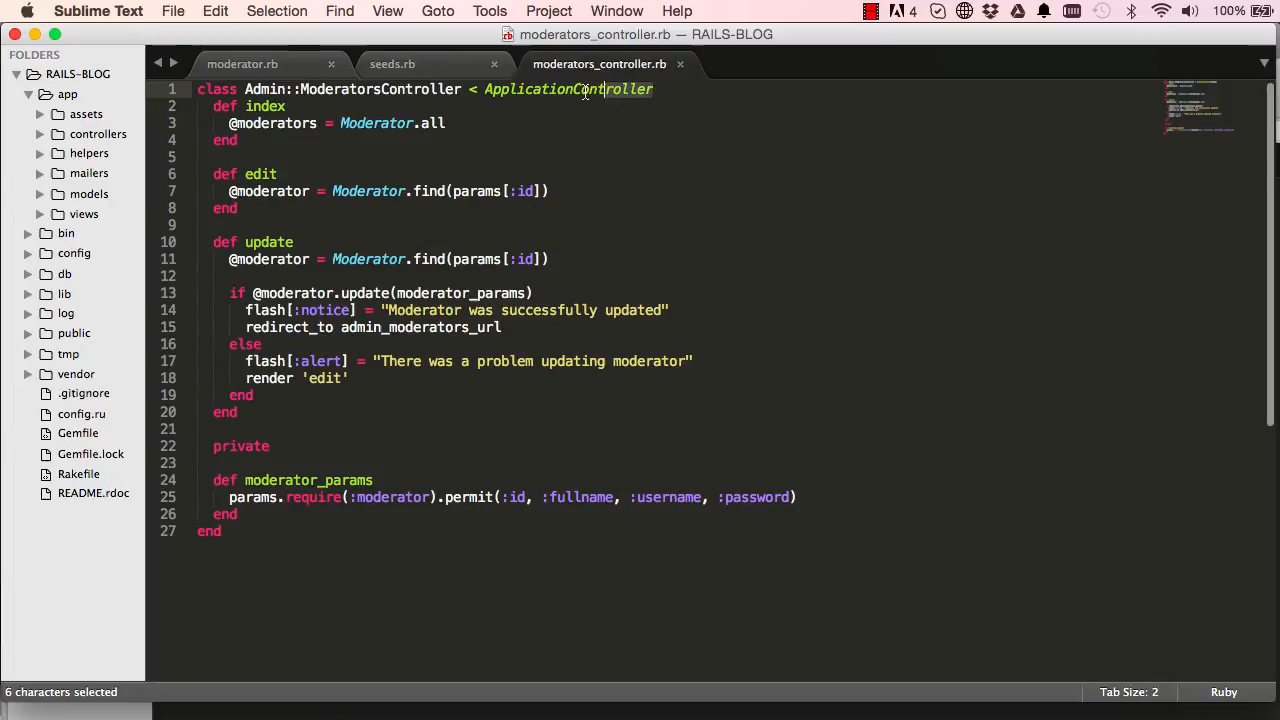 Sublime Text File Edit Selection Find View Goto Tools Project Window Help 4 100%
moderators_controller.rb — RAILS-BLOG
FOLDERS
RAILS-BLOG
app
assets
controllers
helpers
mailers
models
views
bin
config
db
lib
log
public
tmp
vendor
.gitignore
config.ru
Gemfile
Gemfile.lock
Rakefile
README.rdoc
moderator.rb seeds.rb moderators_controller.rb
1 class Admin::ModeratorsController < ApplicationController
2 def index
3 @moderators = Moderator.all
4 end
5
6 def edit
7 @moderator = Moderator.find(params[:id])
8 end
9
10 def update
11 @moderator = Moderator.find(params[:id])
12
13 if @moderator.update(moderator_params)
14 flash[:notice] = "Moderator was successfully updated"
15 redirect_to admin_moderators_url
16 else
17 flash[:alert] = "There was a problem updating moderator"
18 render 'edit'
19 end
20 end
21
22 private
23
24 def moderator_params
25 params.require(:moderator).permit(:id, :fullname, :username, :password)
26 end
27 end
6 characters selected Tab Size: 2 Ruby